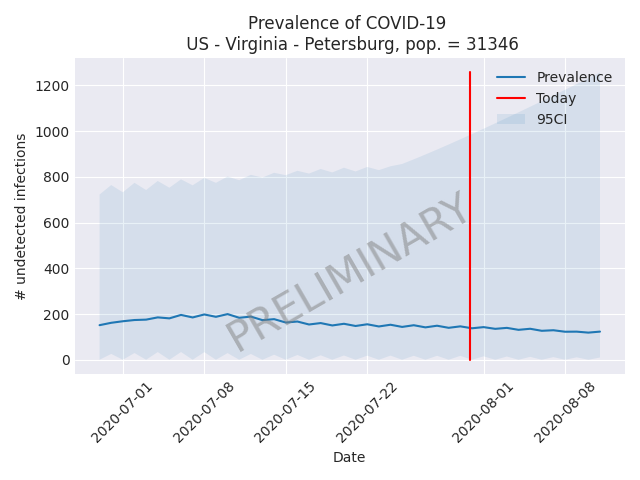 Prevalence of COVID-19
US - Virginia - Petersburg, pop. = 31346
Prevalence
Today
95CI
1200
1000
800
600
400
200
0
# undetected infections
PRELIMINARY
2020-07-01
2020-07-08
2020-07-15
2020-07-22
2020-08-01
2020-08-08
Date